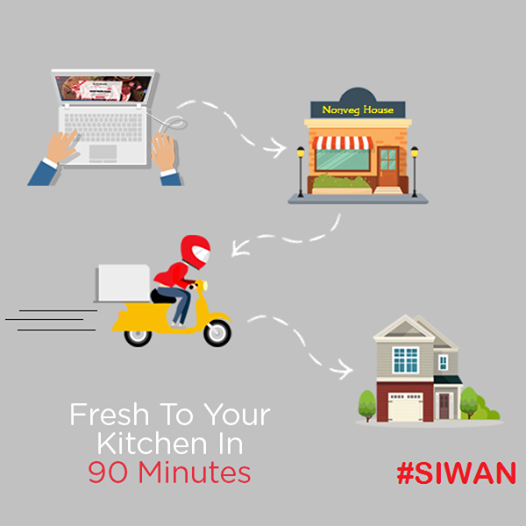 Nonveg House
Fresh To Your
Kitchen In
90 Minutes
#SIWAN